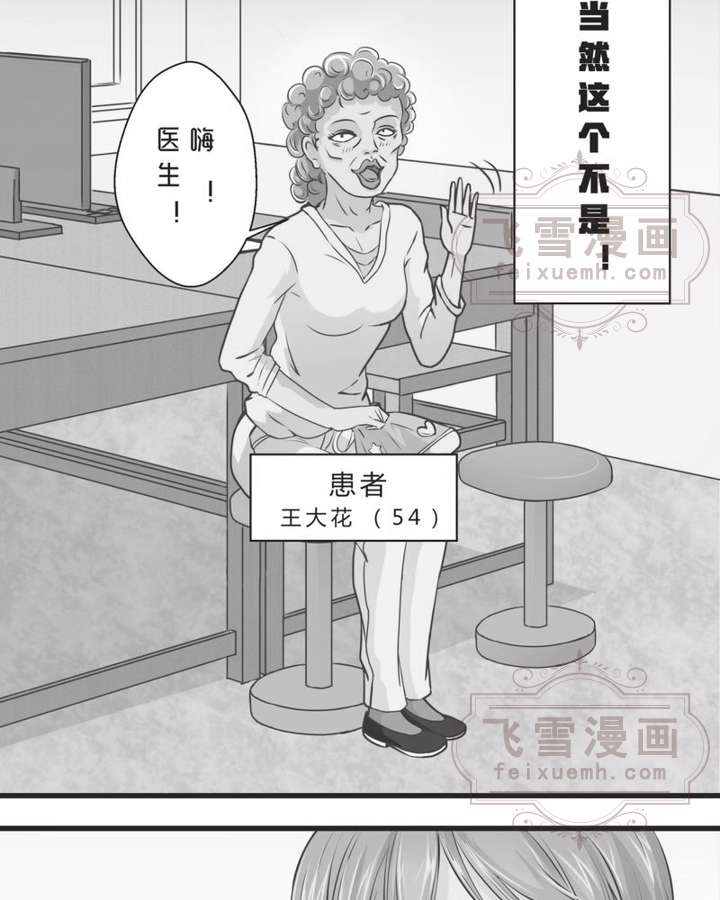 当然这个不是！
嗨！
医生！
飞雪漫画
feixuemh.com
患者
王大花（54）
飞雪漫画
feixuemh.com